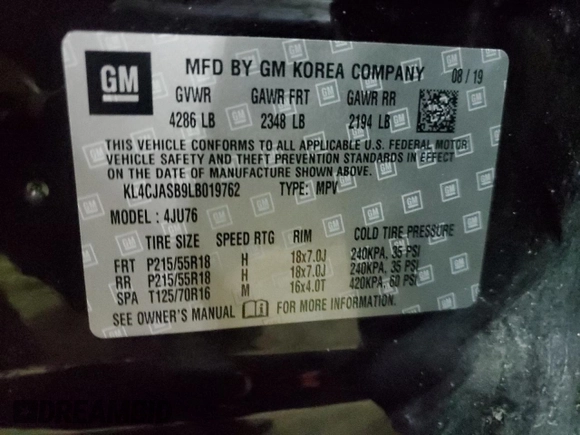 GM
MFD BY GM KOREA COMPANY 08/19
GVWR GAWR FRT GAWR RR
4286 LB 2348 LB 2194 LB
THIS VEHICLE CONFORMS TO ALL APPLICABLE U.S. FEDERAL MOTOR
VEHICLE SAFETY AND THEFT PREVENTION STANDARDS IN EFFECT
ON THE DATE OF MANUFACTURE SHOWN ABOVE.
KL4CJASB9LB019762 TYPE: MPV
MODEL : 4JU76
TIRE SIZE SPEED RTG RIM COLD TIRE PRESSURE
FRT P215/55R18 H 18x7.0J 240KPA, 35 PSI
RR P215/55R18 H 18x7.0J 240KPA, 35 PSI
SPA T125/70R16 M 16x4.0T 420KPA, 60 PSI
SEE OWNER'S MANUAL FOR MORE INFORMATION.
DREAMBID